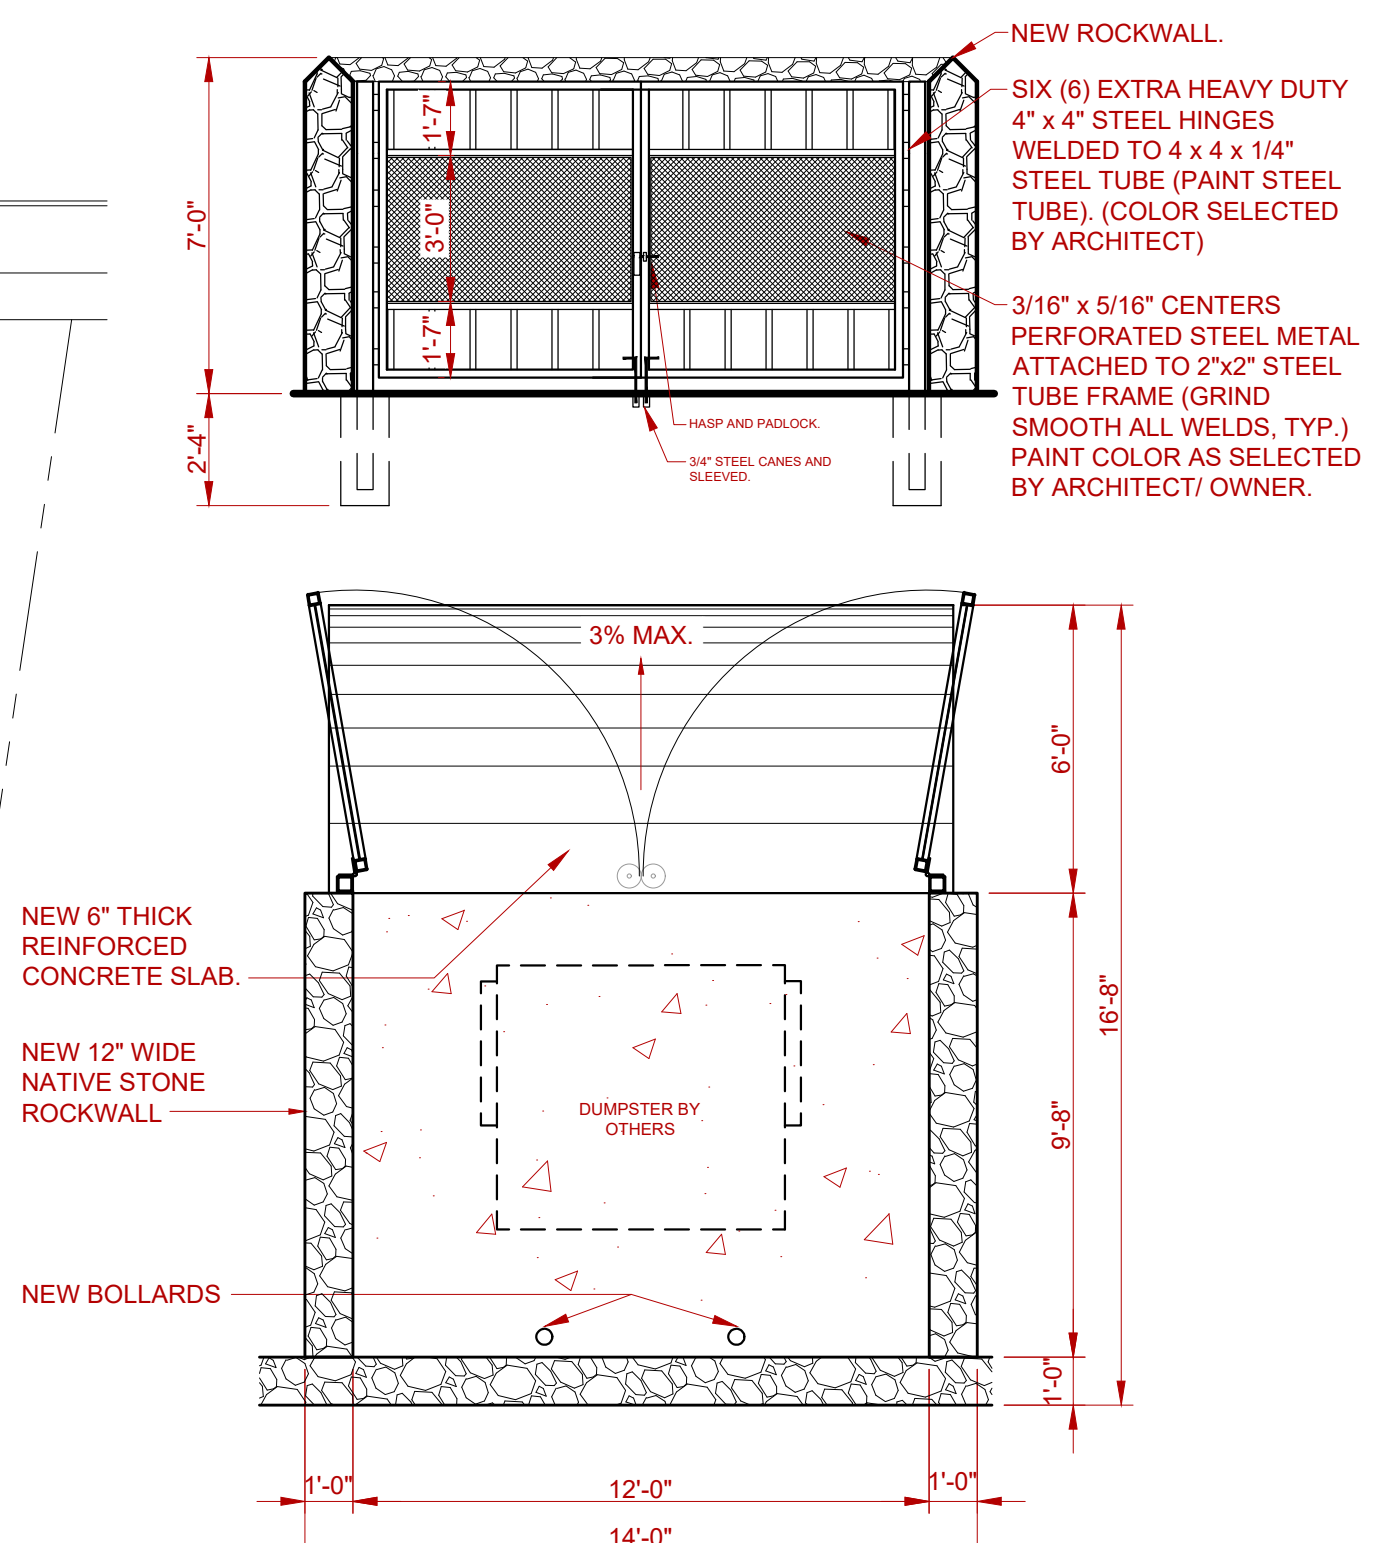 NEW ROCKWALL.
SIX (6) EXTRA HEAVY DUTY
4" x 4" STEEL HINGES
WELDED TO 4 x 4 x 1/4"
STEEL TUBE (PAINT STEEL
TUBE). (COLOR SELECTED
BY ARCHITECT)
3/16" x 5/16" CENTERS
PERFORATED STEEL METAL
ATTACHED TO 2"x2" STEEL
TUBE FRAME (GRIND
SMOOTH ALL WELDS, TYP.)
PAINT COLOR AS SELECTED
BY ARCHITECT/ OWNER.
7'-0"
2'-4"
1'-7"
3'-0"
1'-7"
HASP AND PADLOCK.
3/4" STEEL CANES AND
SLEEVED.
3% MAX.
6'-0"
16'-8"
9'-8"
1'-0"
NEW 6" THICK
REINFORCED
CONCRETE SLAB.
NEW 12" WIDE
NATIVE STONE
ROCKWALL
DUMPSTER BY
OTHERS
NEW BOLLARDS
1'-0"
12'-0"
1'-0"
14'-0"